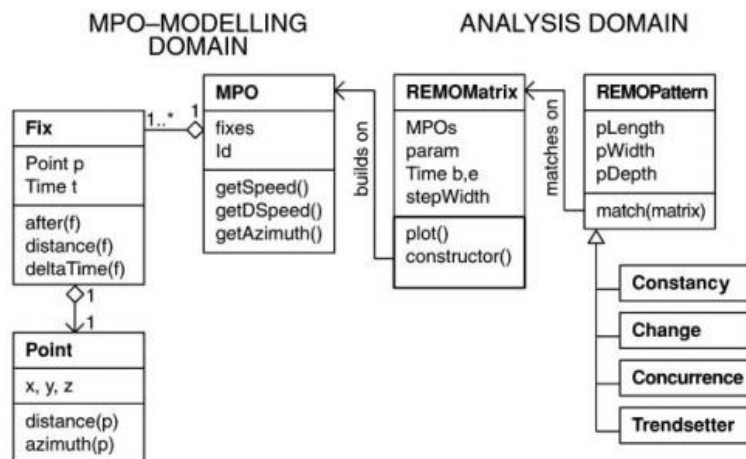 MPO–MODELLING
DOMAIN
ANALYSIS DOMAIN
Fix
Point p
Time t
after(f)
distance(f)
deltaTime(f)
1..*
1
MPO
fixes
Id
getSpeed()
getDSpeed()
getAzimuth()
builds on
REMOMatrix
MPOs
param
Time b,e
stepWidth
plot()
constructor()
matches on
REMOPattern
pLength
pWidth
pDepth
match(matrix)
1
1
Point
x, y, z
distance(p)
azimuth(p)
Constancy
Change
Concurrence
Trendsetter